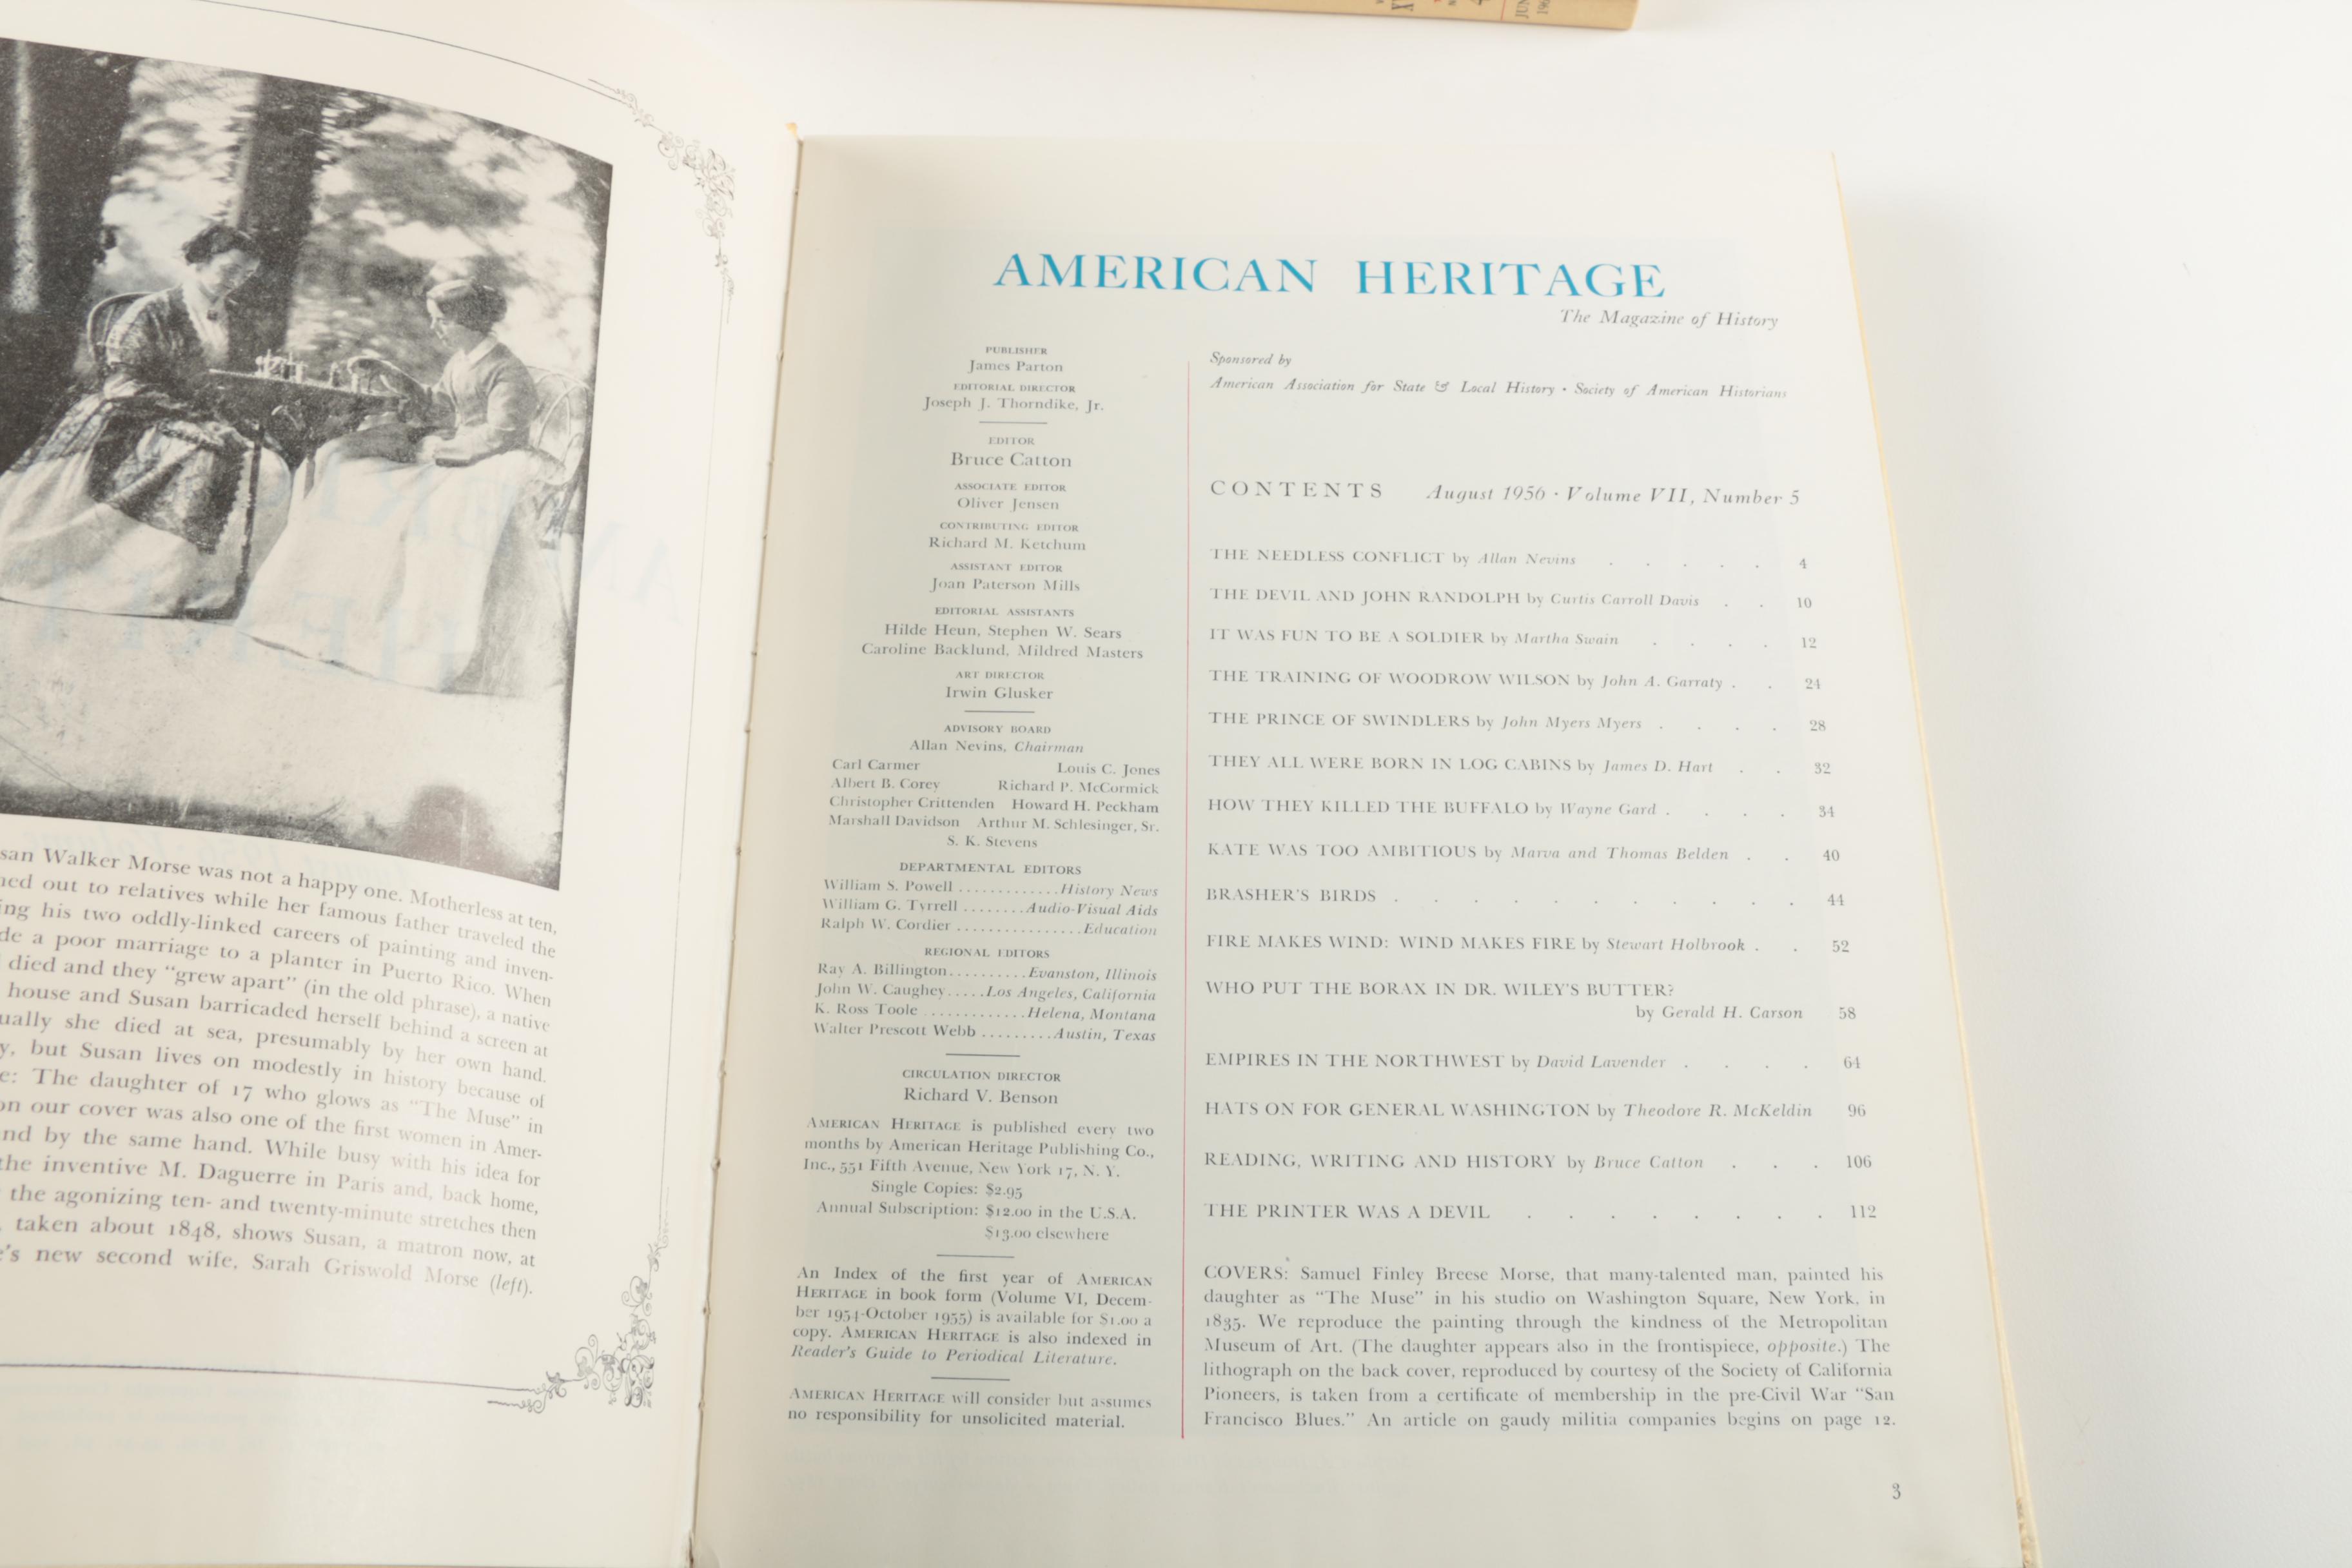 san Walker Morse was not a happy one. Motherless at ten,
ned out to relatives while her famous father traveled the
ing his two oddly-linked careers of painting and inven-
de a poor marriage to a planter in Puerto Rico. When
died and they "grew apart" (in the old phrase), a native
house and Susan barricaded herself behind a screen at
ually she died at sea, presumably by her own hand.
y, but Susan lives on modestly in history because of
e: The daughter of 17 who glows as "The Muse" in
on our cover was also one of the first women in Amer-
nd by the same hand. While busy with his idea for
the inventive M. Daguerre in Paris and, back home,
the agonizing ten- and twenty-minute stretches then
taken about 1848, shows Susan, a matron now, at
e's new second wife, Sarah Griswold Morse (left).
AMERICAN HERITAGE
The Magazine of History
PUBLISHER
James Parton
EDITORIAL DIRECTOR
Joseph J. Thorndike, Jr.
EDITOR
Bruce Catton
ASSOCIATE EDITOR
Oliver Jensen
CONTRIBUTING EDITOR
Richard M. Ketchum
ASSISTANT EDITOR
Joan Paterson Mills
EDITORIAL ASSISTANTS
Hilde Heun, Stephen W. Sears
Caroline Backlund, Mildred Masters
ART DIRECTOR
Irwin Glusker
ADVISORY BOARD
Allan Nevins, Chairman
Carl Carmer Louis C. Jones
Albert B. Corey Richard P. McCormick
Christopher Crittenden Howard H. Peckham
Marshall Davidson Arthur M. Schlesinger, Sr.
S. K. Stevens
DEPARTMENTAL EDITORS
William S. Powell .............History News
William G. Tyrrell ........Audio-Visual Aids
Ralph W. Cordier ................Education
REGIONAL EDITORS
Ray A. Billington..........Evanston, Illinois
John W. Caughey.....Los Angeles, California
K. Ross Toole .............Helena, Montana
Walter Prescott Webb .........Austin, Texas
CIRCULATION DIRECTOR
Richard V. Benson
AMERICAN HERITAGE is published every two
months by American Heritage Publishing Co.,
Inc., 551 Fifth Avenue, New York 17, N. Y.
Single Copies: $2.95
Annual Subscription: $12.00 in the U.S.A.
$13.00 elsewhere
An Index of the first year of AMERICAN
HERITAGE in book form (Volume VI, Decem-
ber 1954-October 1955) is available for $1.00 a
copy. AMERICAN HERITAGE is also indexed in
Reader's Guide to Periodical Literature.
AMERICAN HERITAGE will consider but assumes
no responsibility for unsolicited material.
Sponsored by
American Association for State & Local History · Society of American Historians
CONTENTS August 1956 · Volume VII, Number 5
THE NEEDLESS CONFLICT by Allan Nevins . . . . . 4
THE DEVIL AND JOHN RANDOLPH by Curtis Carroll Davis . . 10
IT WAS FUN TO BE A SOLDIER by Martha Swain . . . . 12
THE TRAINING OF WOODROW WILSON by John A. Garraty . . 24
THE PRINCE OF SWINDLERS by John Myers Myers . . . . 28
THEY ALL WERE BORN IN LOG CABINS by James D. Hart . . 32
HOW THEY KILLED THE BUFFALO by Wayne Gard . . . . 34
KATE WAS TOO AMBITIOUS by Marva and Thomas Belden . . 40
BRASHER'S BIRDS . . . . . . . . . . . 44
FIRE MAKES WIND: WIND MAKES FIRE by Stewart Holbrook . . 52
WHO PUT THE BORAX IN DR. WILEY'S BUTTER?
by Gerald H. Carson 58
EMPIRES IN THE NORTHWEST by David Lavender . . . . 64
HATS ON FOR GENERAL WASHINGTON by Theodore R. McKeldin 96
READING, WRITING AND HISTORY by Bruce Catton . . . 106
THE PRINTER WAS A DEVIL . . . . . . . . 112
COVERS: Samuel Finley Breese Morse, that many-talented man, painted his
daughter as "The Muse" in his studio on Washington Square, New York, in
1835. We reproduce the painting through the kindness of the Metropolitan
Museum of Art. (The daughter appears also in the frontispiece, opposite.) The
lithograph on the back cover, reproduced by courtesy of the Society of California
Pioneers, is taken from a certificate of membership in the pre-Civil War "San
Francisco Blues." An article on gaudy militia companies begins on page 12.
3